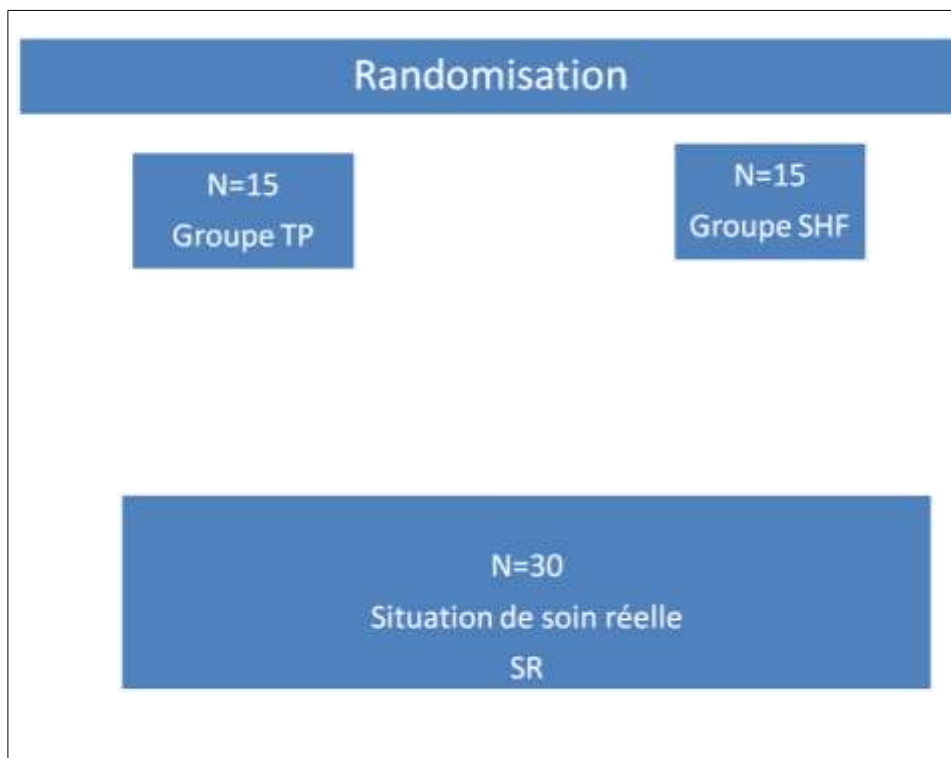 Randomisation
N=15
Groupe TP
N=15
Groupe SHF
N=30
Situation de soin réelle
SR